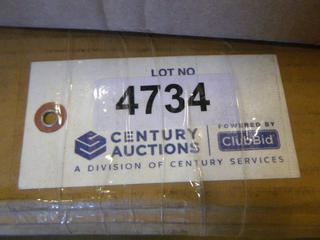 LOT NO
4734
CENTURY
AUCTIONS
POWERED BY
ClubBid
A DIVISION OF CENTURY SERVICES